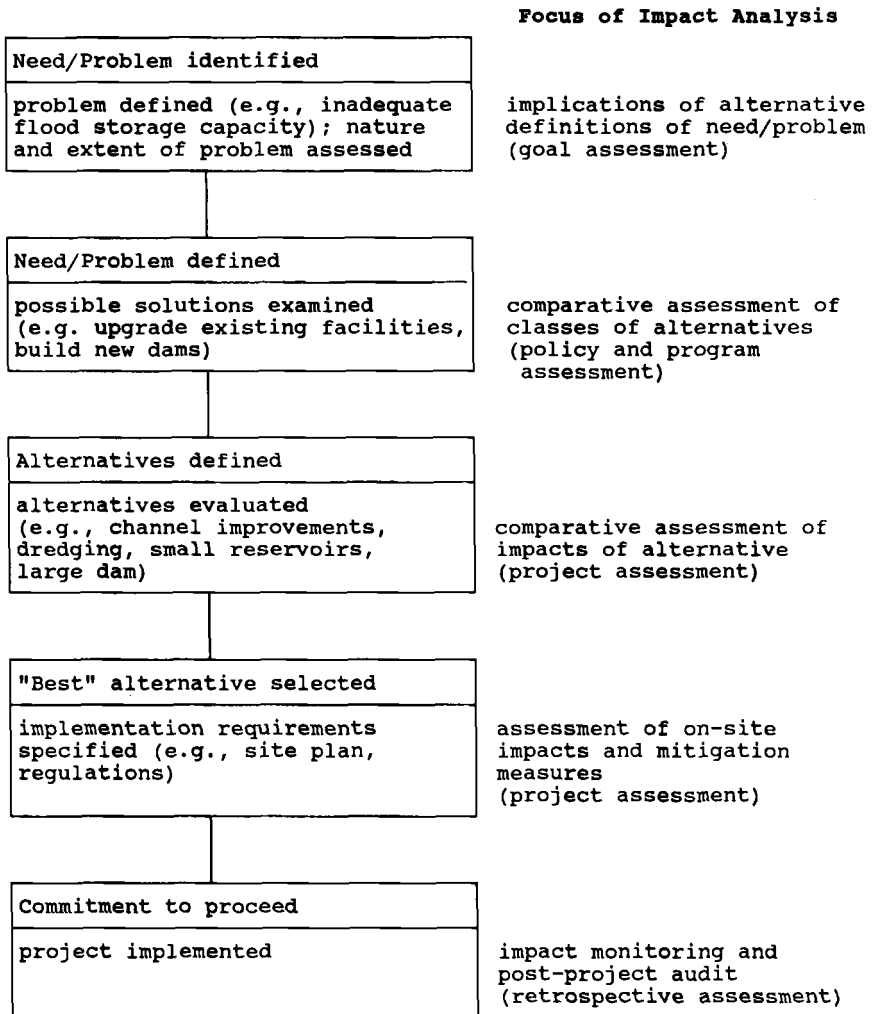 Focus of Impact Analysis
Need/Problem identified
problem defined (e.g., inadequate
flood storage capacity); nature
and extent of problem assessed
implications of alternative
definitions of need/problem
(goal assessment)
Need/Problem defined
possible solutions examined
(e.g. upgrade existing facilities,
build new dams)
comparative assessment of
classes of alternatives
(policy and program
assessment)
Alternatives defined
alternatives evaluated
(e.g., channel improvements,
dredging, small reservoirs,
large dam)
comparative assessment of
impacts of alternative
(project assessment)
"Best" alternative selected
implementation requirements
specified (e.g., site plan,
regulations)
assessment of on-site
impacts and mitigation
measures
(project assessment)
Commitment to proceed
project implemented
impact monitoring and
post-project audit
(retrospective assessment)